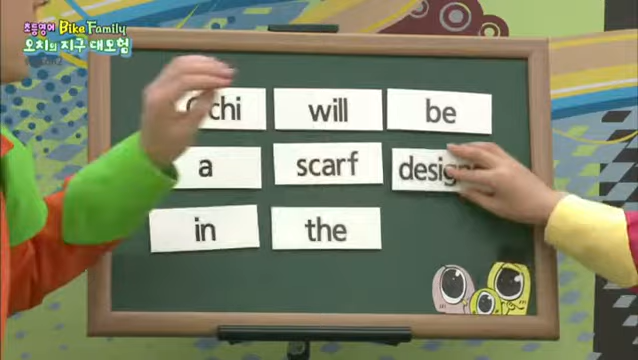 초등영어 Bike Family
오치의 지구 대모험
Ochi will be
a scarf
in the